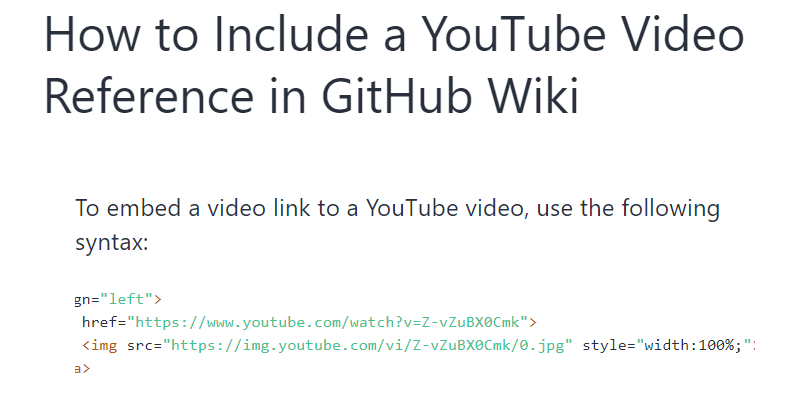 How to Include a YouTube Video
Reference in GitHub Wiki
To embed a video link to a YouTube video, use the following
syntax:
gn="left">
href="https://www.youtube.com/watch?v=Z-vZuBX0Cmk">
<img src="https://img.youtube.com/vi/Z-vZuBX0Cmk/0.jpg" style="width:100%;"
a>